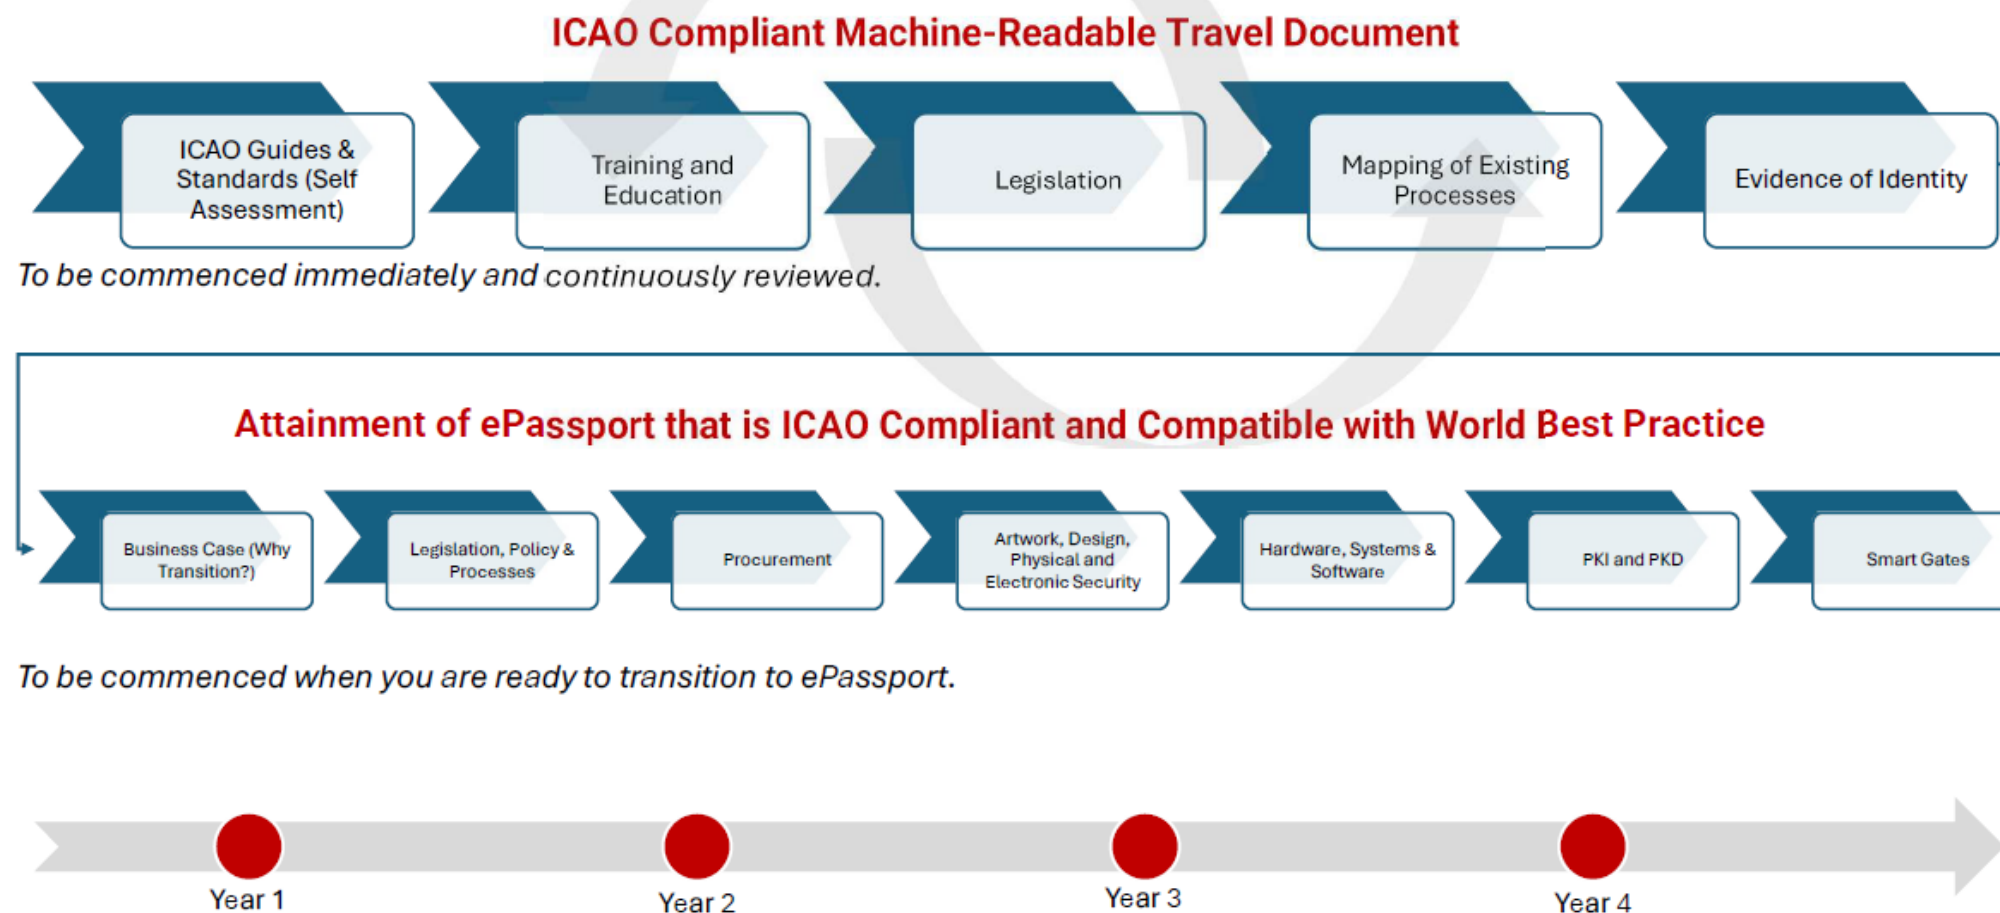 ICAO Compliant Machine-Readable Travel Document
ICAO Guides &
Standards (Self
Assessment)
Training and
Education
Legislation
Mapping of Existing
Processes
Evidence of Identity
To be commenced immediately and continuously reviewed.
Attainment of ePassport that is ICAO Compliant and Compatible with World Best Practice
Business Case (Why
Transition?)
Legislation, Policy &
Processes
Procurement
Artwork, Design,
Physical and
Electronic Security
Hardware, Systems &
Software
PKI and PKD
Smart Gates
To be commenced when you are ready to transition to ePassport.
Year 1
Year 2
Year 3
Year 4